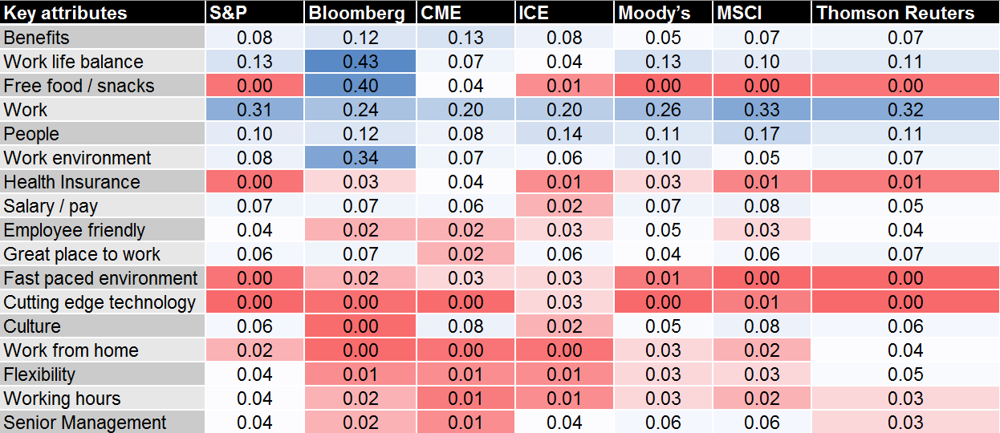 Key attributes S&P Bloomberg CME ICE Moody’s MSCI Thomson Reuters
Benefits 0.08 0.12 0.13 0.08 0.05 0.07 0.07
Work life balance 0.13 0.43 0.07 0.04 0.13 0.10 0.11
Free food / snacks 0.00 0.40 0.04 0.01 0.00 0.00 0.00
Work 0.31 0.24 0.20 0.20 0.26 0.33 0.32
People 0.10 0.12 0.08 0.14 0.11 0.17 0.11
Work environment 0.08 0.34 0.07 0.06 0.10 0.05 0.07
Health Insurance 0.00 0.03 0.04 0.01 0.03 0.01 0.01
Salary / pay 0.07 0.07 0.06 0.02 0.07 0.08 0.05
Employee friendly 0.04 0.02 0.02 0.03 0.05 0.03 0.04
Great place to work 0.06 0.07 0.02 0.06 0.04 0.06 0.07
Fast paced environment 0.00 0.02 0.03 0.03 0.01 0.00 0.00
Cutting edge technology 0.00 0.00 0.00 0.03 0.00 0.01 0.00
Culture 0.06 0.00 0.08 0.02 0.05 0.08 0.06
Work from home 0.02 0.00 0.00 0.00 0.03 0.02 0.04
Flexibility 0.04 0.01 0.01 0.01 0.03 0.03 0.05
Working hours 0.04 0.02 0.01 0.01 0.03 0.02 0.03
Senior Management 0.04 0.02 0.01 0.04 0.06 0.06 0.03